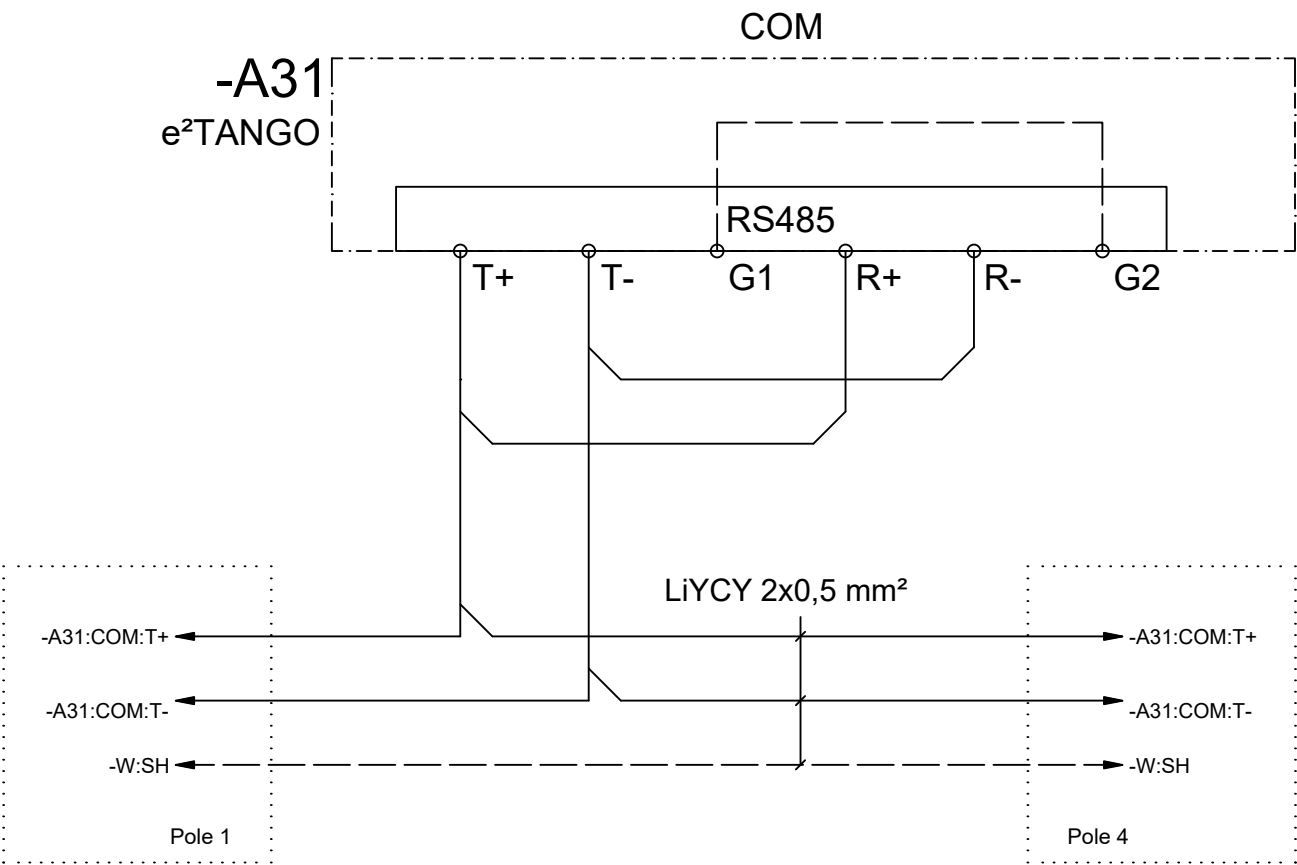 COM
-A31
e²TANGO
RS485
T+ T- G1 R+ R- G2
LiYCY 2x0,5 mm²
-A31:COM:T+ -A31:COM:T+
-A31:COM:T- -A31:COM:T-
-W:SH -W:SH
Pole 1 Pole 4